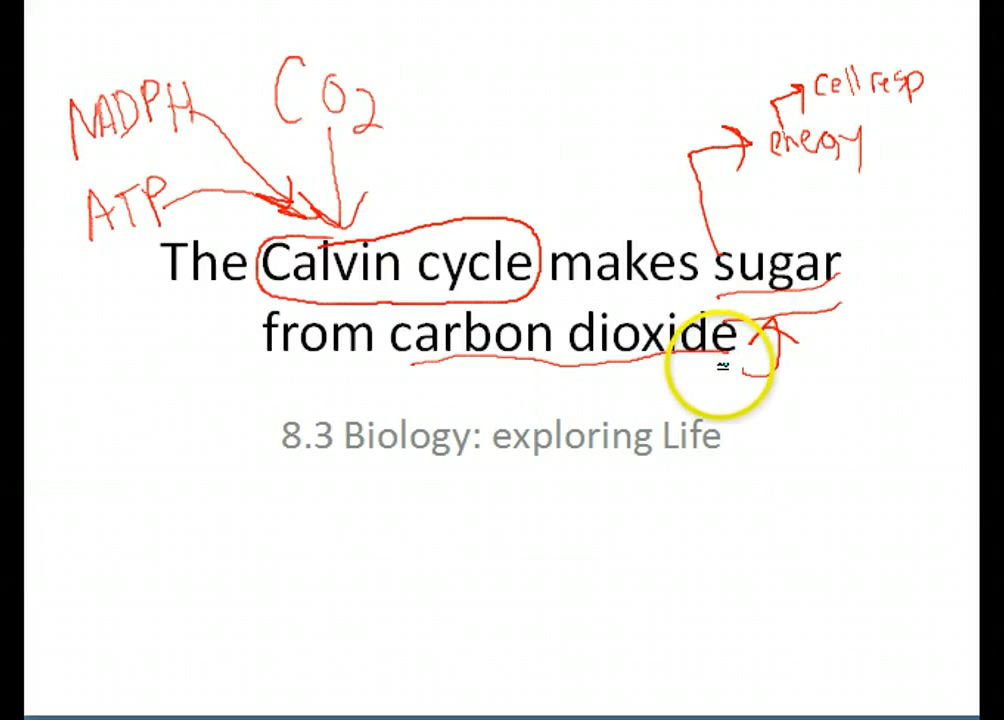 NADPH
CO2
ATP
cell resp
energy
The Calvin cycle makes sugar
from carbon dioxide
8.3 Biology: exploring Life